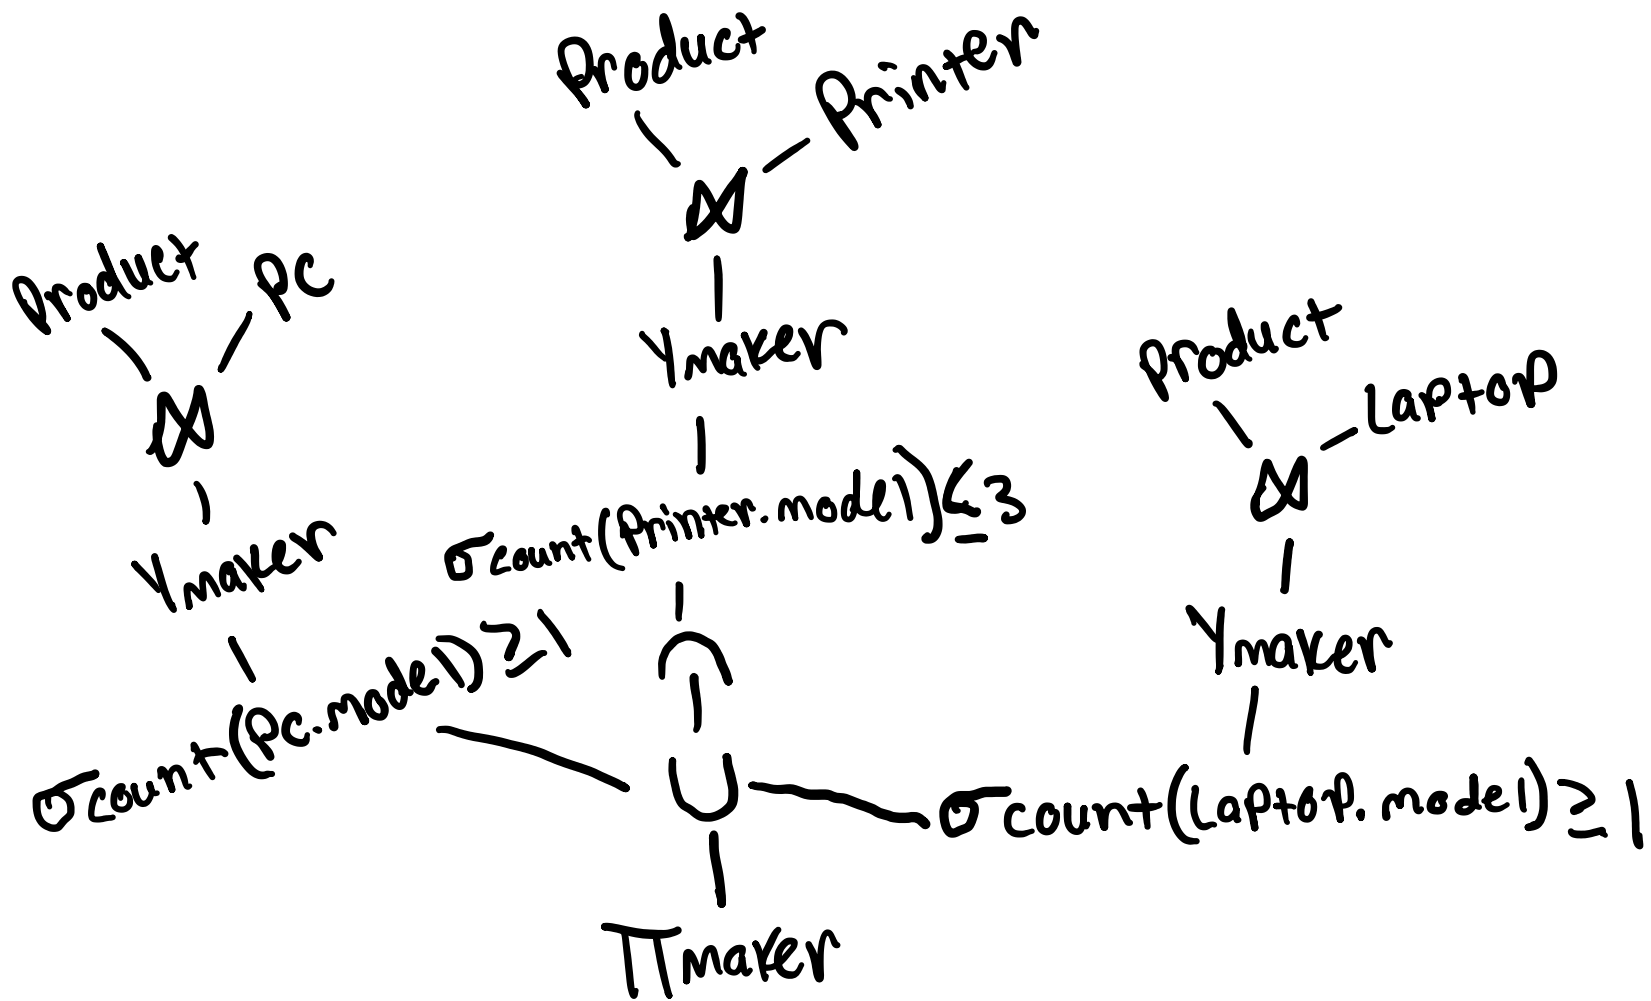 Product Printer
⋈
γmaker
σcount(Printer.model)≤3
∩
Product PC
⋈
γmaker
σcount(PC.model)≥1
Product Laptop
⋈
γmaker
σcount(Laptop.model)≥1
∪
πmaker